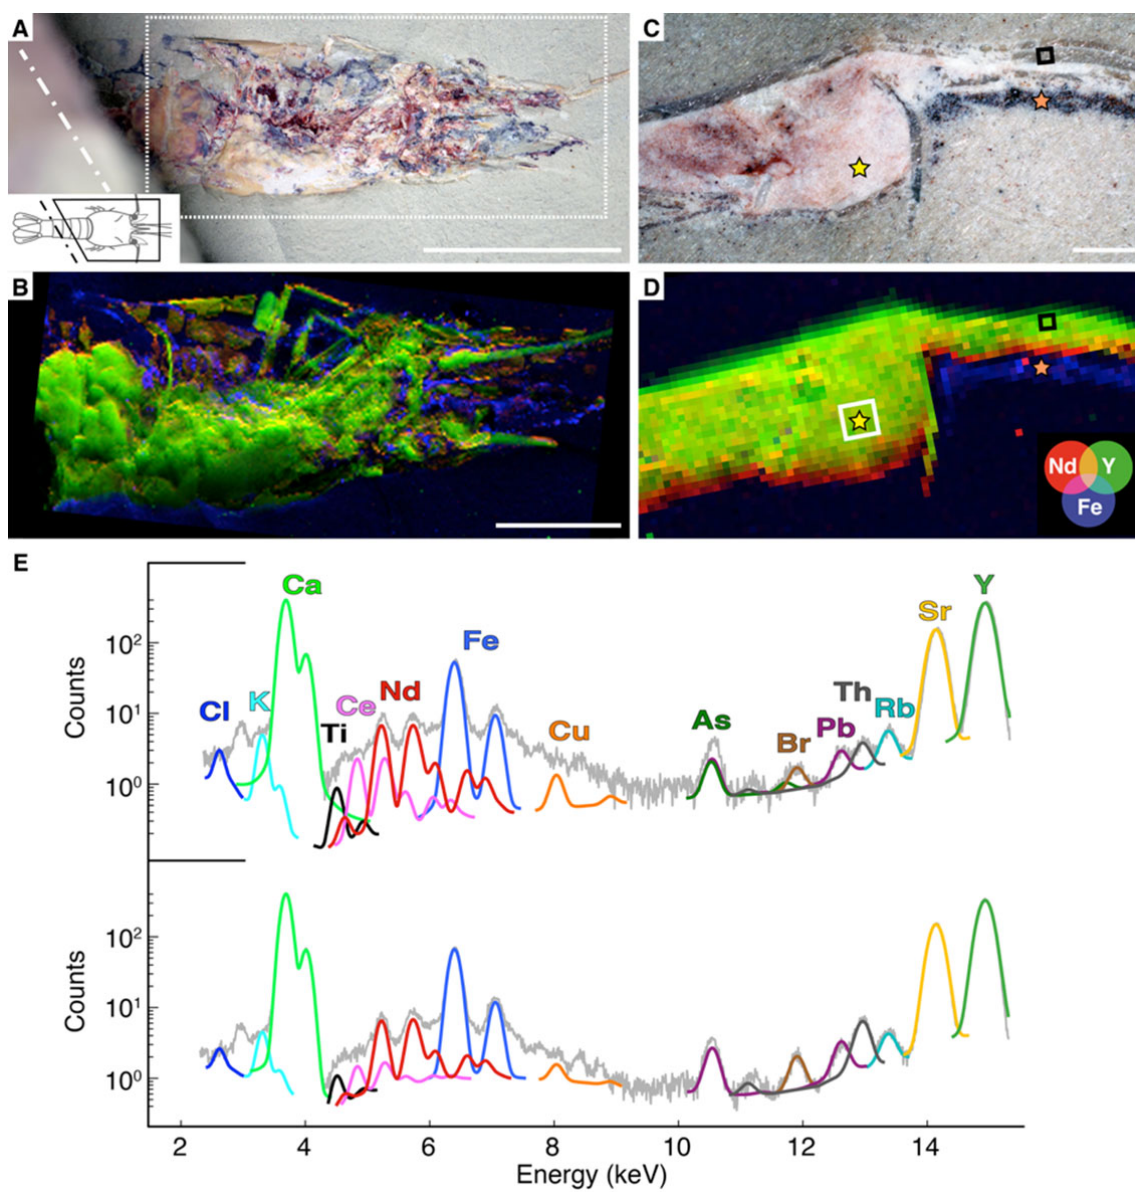 A
C
B
D
Nd Y
Fe
E
Ca
Y
Sr
Fe
10²
Counts
Nd
Th
K
Ce
Cl
10¹
Rb
Ti
Cu
As
Pb
Br
10⁰
10²
Counts
10¹
10⁰
2 4 6 8 10 12 14
Energy (keV)